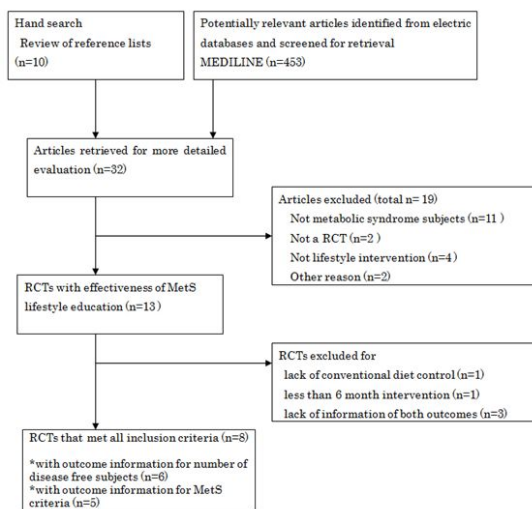 Hand search
Review of reference lists
(n=10)
Potentially relevant articles identified from electric
databases and screened for retrieval
MEDILINE (n=453)
Articles retrieved for more detailed
evaluation (n=32)
Articles excluded (total n= 19)
Not metabolic syndrome subjects (n=11 )
Not a RCT (n=2 )
Not lifestyle intervention (n=4)
Other reason (n=2)
RCTs with effectiveness of MetS
lifestyle education (n=13 )
RCTs excluded for
lack of conventional diet control (n=1)
less than 6 month intervention (n=1)
lack of information of both outcomes (n=3)
RCTs that met all inclusion criteria (n=8)
*with outcome information for number of
disease free subjects (n=6)
*with outcome information for MetS
criteria (n=5)